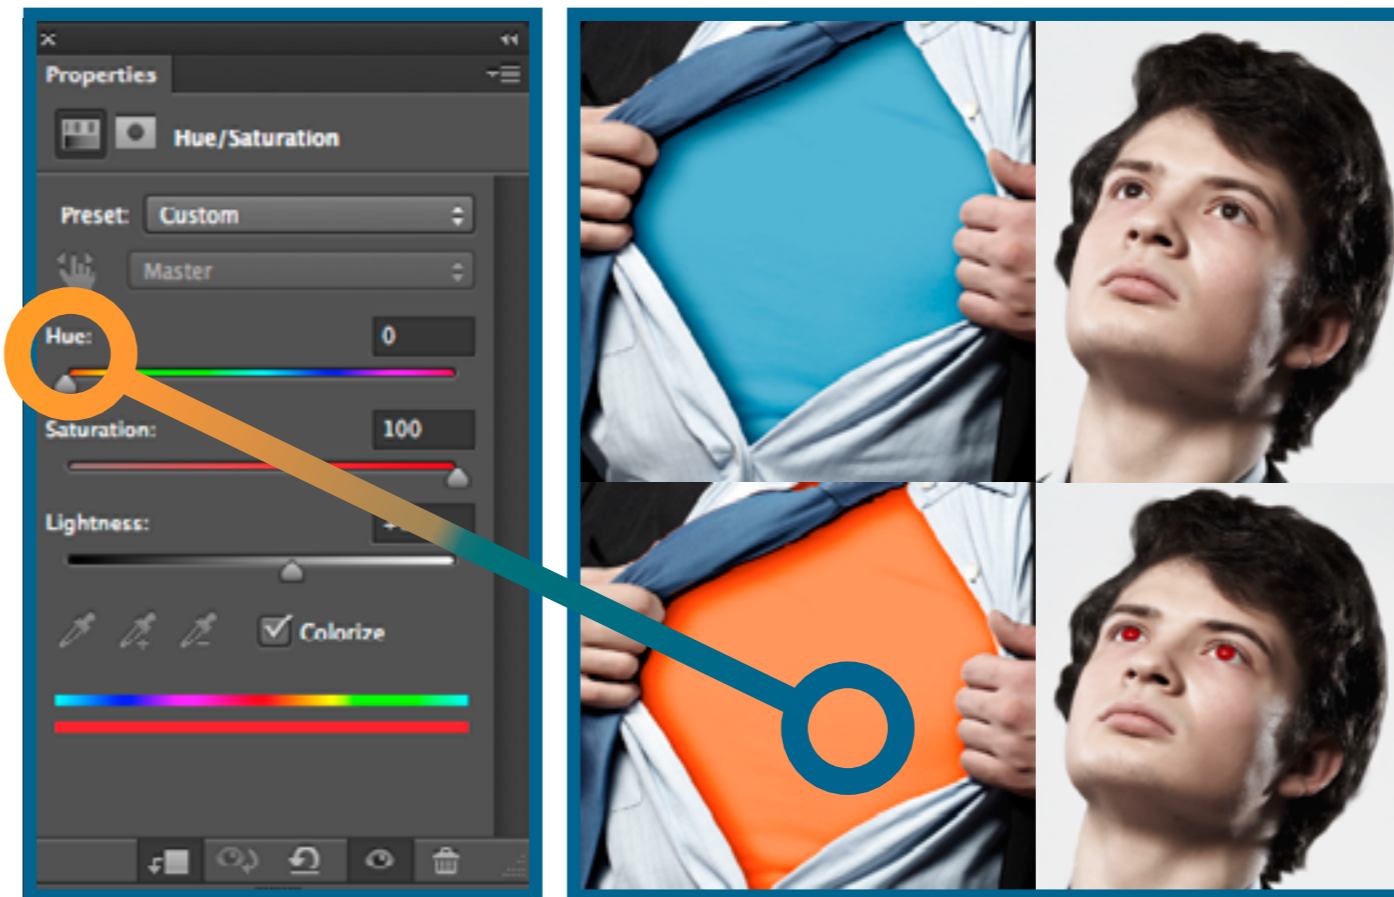 Properties
Hue/Saturation
Preset: Custom
Master
Hue: 0
Saturation: 100
Lightness:
Colorize